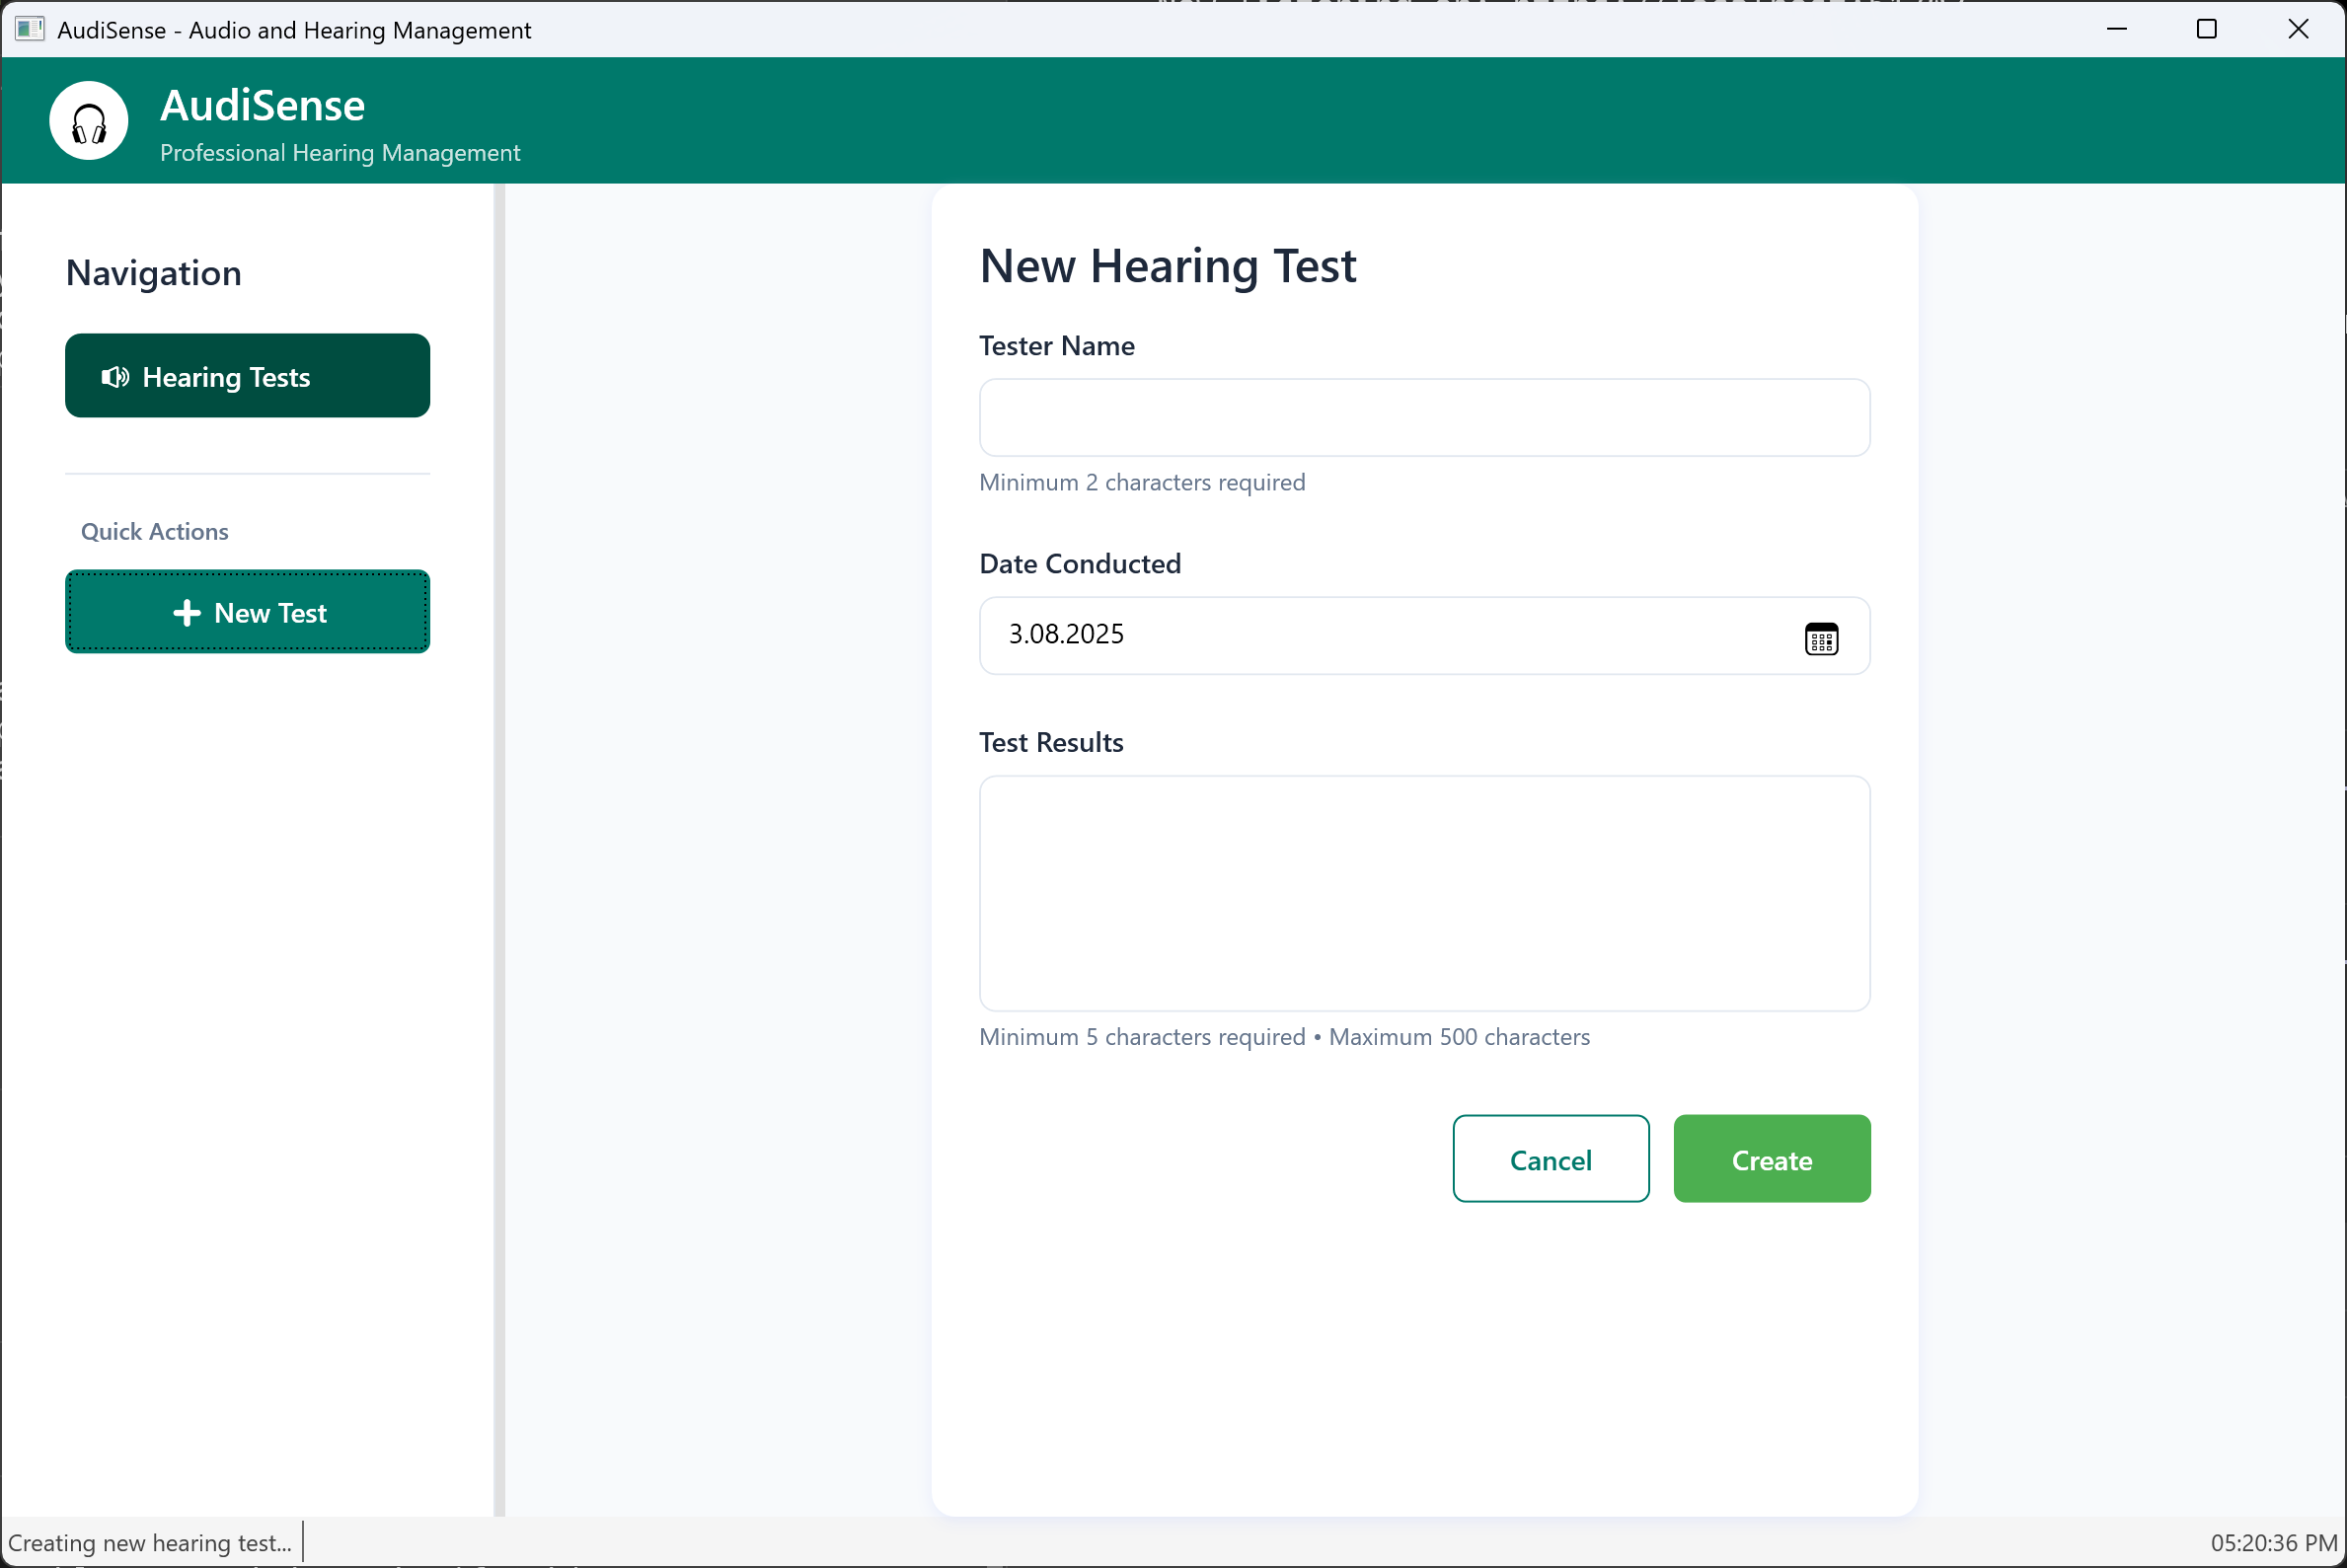 AudiSense - Audio and Hearing Management
AudiSense
Professional Hearing Management
Navigation
Hearing Tests
Quick Actions
New Test
New Hearing Test
Tester Name
Minimum 2 characters required
Date Conducted
3.08.2025
Test Results
Minimum 5 characters required • Maximum 500 characters
Cancel
Create
Creating new hearing test...
05:20:36 PM